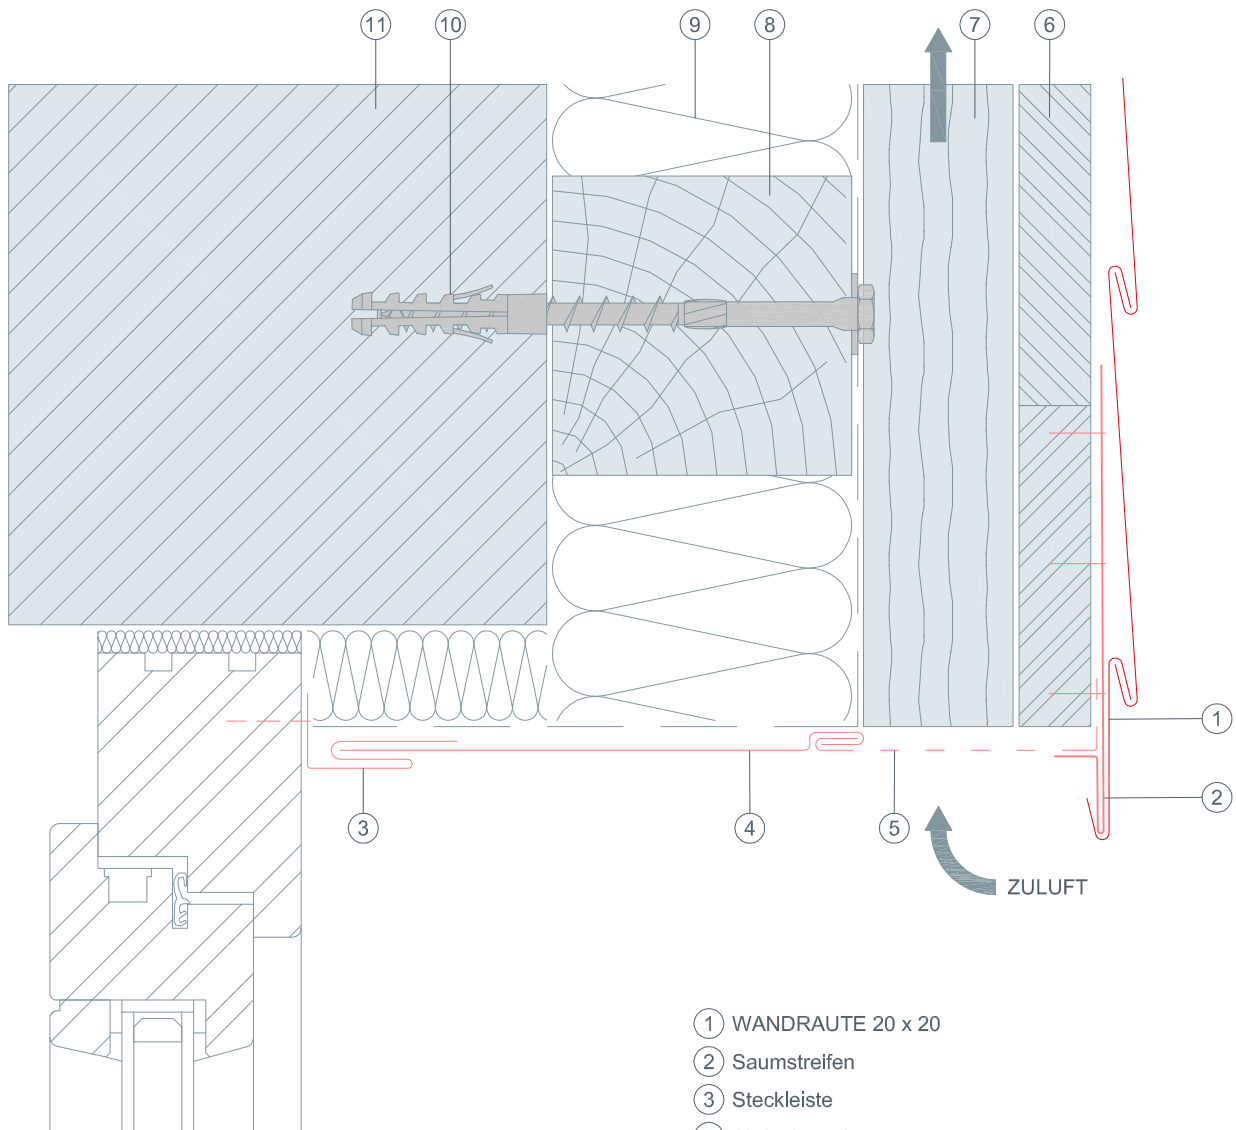 11 10 9 8 7 6
1
2
3 4 5
ZULUFT
1 WANDRAUTE 20 x 20
2 Saumstreifen
3 Steckleiste